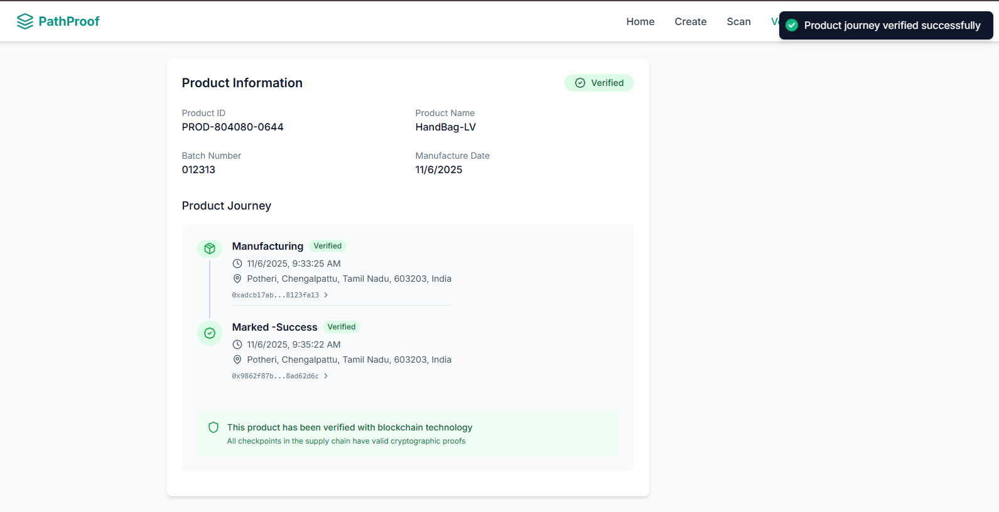 PathProof
Home Create Scan
Product journey verified successfully
Product Information
Verified
Product ID
PROD-804080-0644
Product Name
HandBag-LV
Batch Number
012313
Manufacture Date
11/6/2025
Product Journey
Manufacturing Verified
11/6/2025, 9:33:25 AM
Potheri, Chengalpattu, Tamil Nadu, 603203, India
0xadcb17ab...8123fa13
Marked -Success Verified
11/6/2025, 9:35:22 AM
Potheri, Chengalpattu, Tamil Nadu, 603203, India
0x9862f87b...8ad62d6c
This product has been verified with blockchain technology
All checkpoints in the supply chain have valid cryptographic proofs